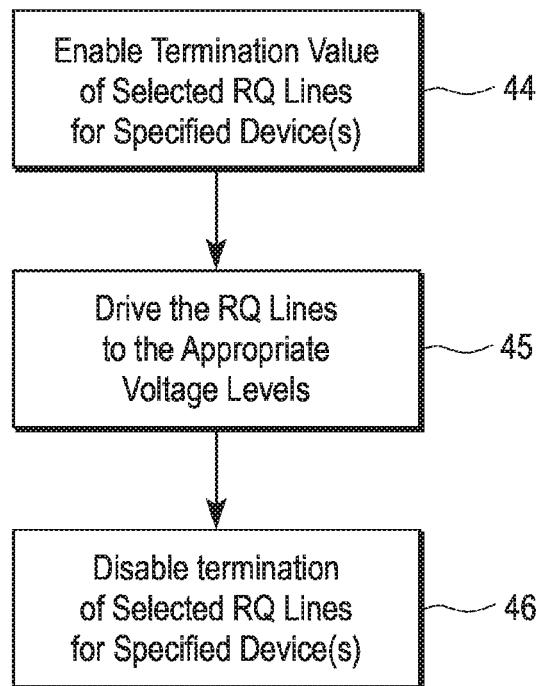 Enable Termination Value
of Selected RQ Lines
for Specified Device(s)
44
Drive the RQ Lines
to the Appropriate
Voltage Levels
45
Disable termination
of Selected RQ Lines
for Specified Device(s)
46